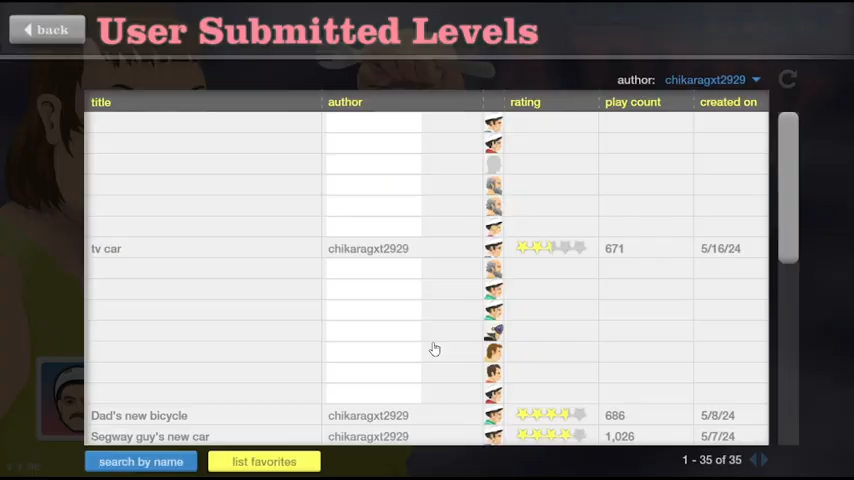 back
User Submitted Levels
author: chikaragxt2929
title author rating play count created on
tv car chikaragxt2929 671 5/16/24
Dad's new bicycle chikaragxt2929 686 5/8/24
Segway guy's new car chikaragxt2929 1,026 5/7/24
search by name list favorites 1 - 35 of 35